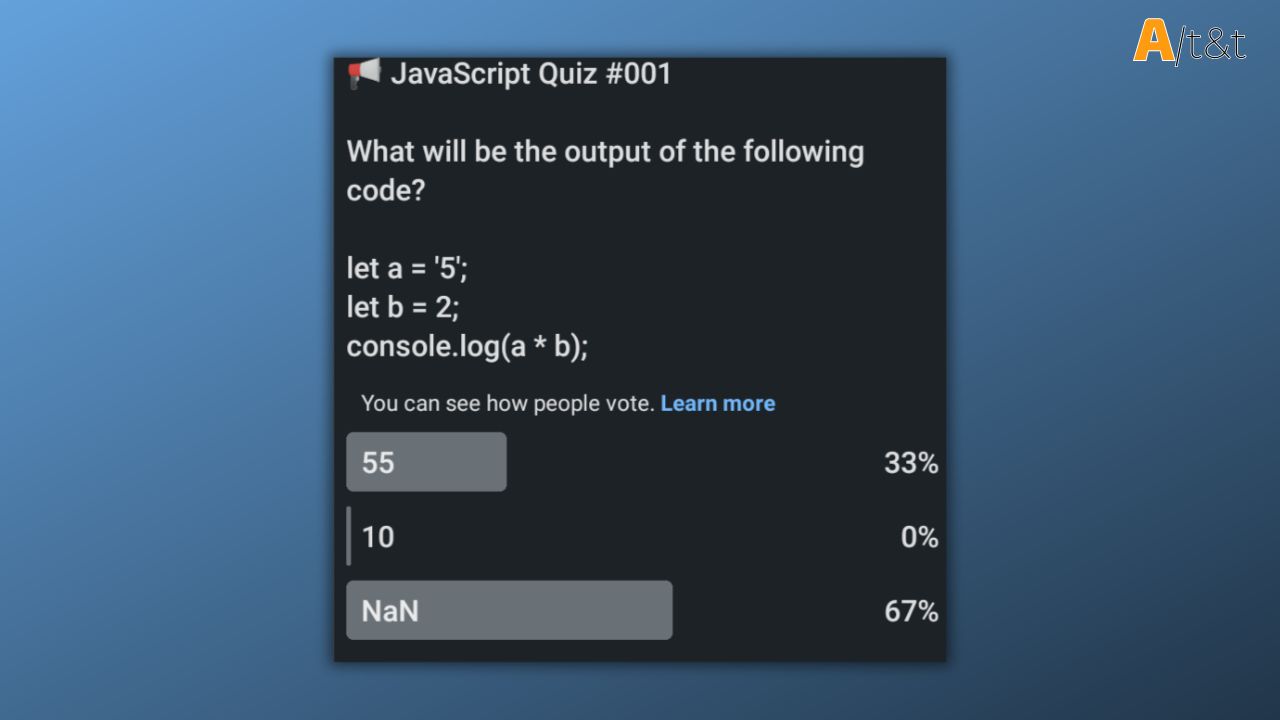 A/t&t
📢 JavaScript Quiz #001
What will be the output of the following
code?
let a = '5';
let b = 2;
console.log(a * b);
You can see how people vote. Learn more
55 33%
10 0%
NaN 67%